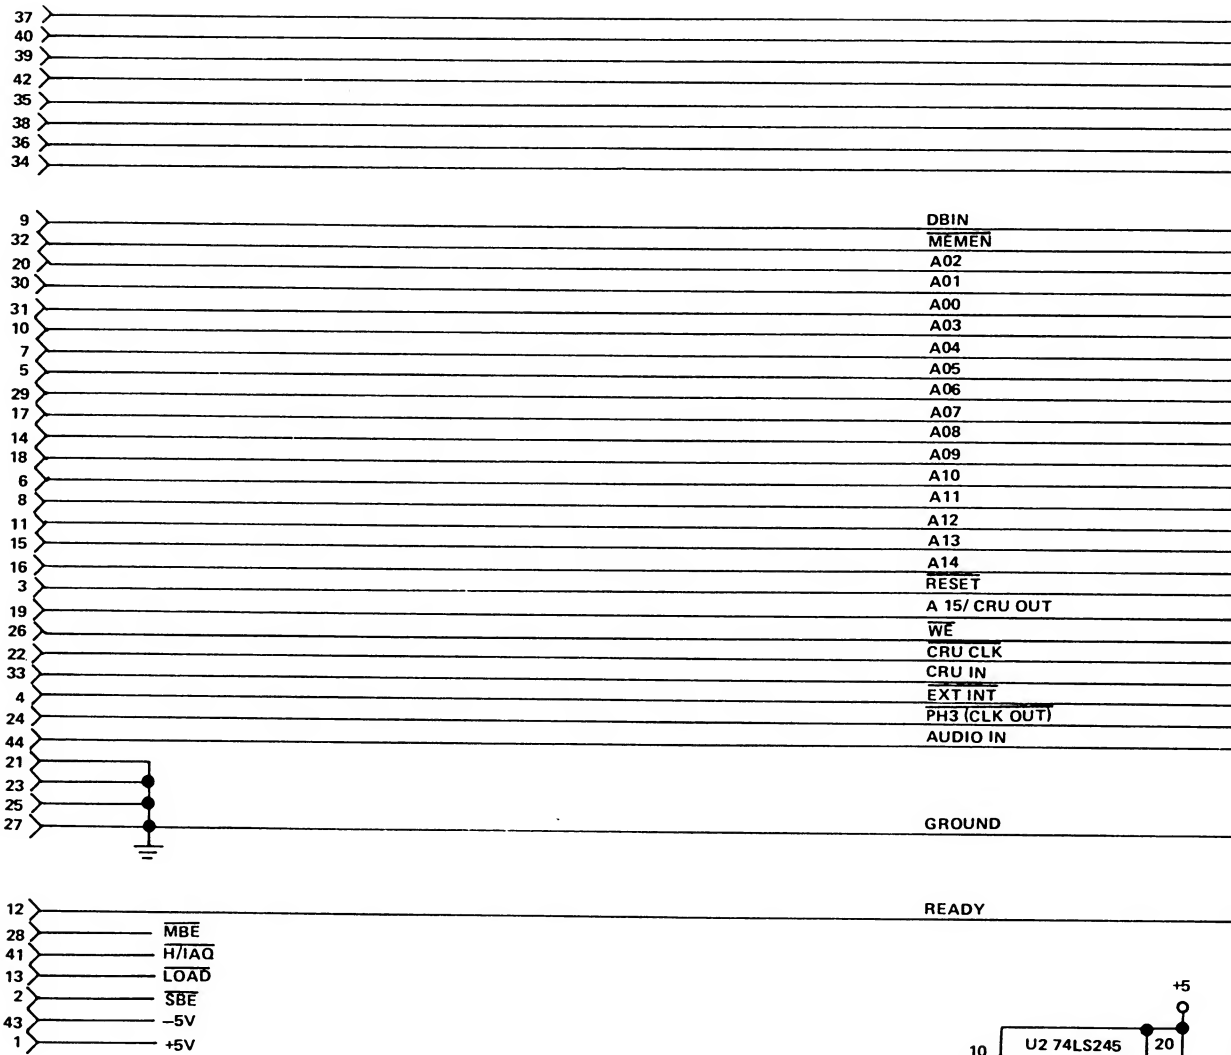 37
40
39
42
35
38
36
34
9 DBIN
32 MEMEN
20 A02
30 A01
31 A00
10 A03
7 A04
5 A05
29 A06
17 A07
14 A08
18 A09
6 A10
8 A11
11 A12
15 A13
16 A14
3 RESET
19 A 15/ CRU OUT
26 WE
22 CRU CLK
33 CRU IN
4 EXT INT
24 PH3 (CLK OUT)
44 AUDIO IN
21
23
25
27 GROUND
12 READY
28 MBE
41 H/IAQ
13 LOAD
2 SBE
43 –5V
1 +5V
+5
10 U2 74LS245 20